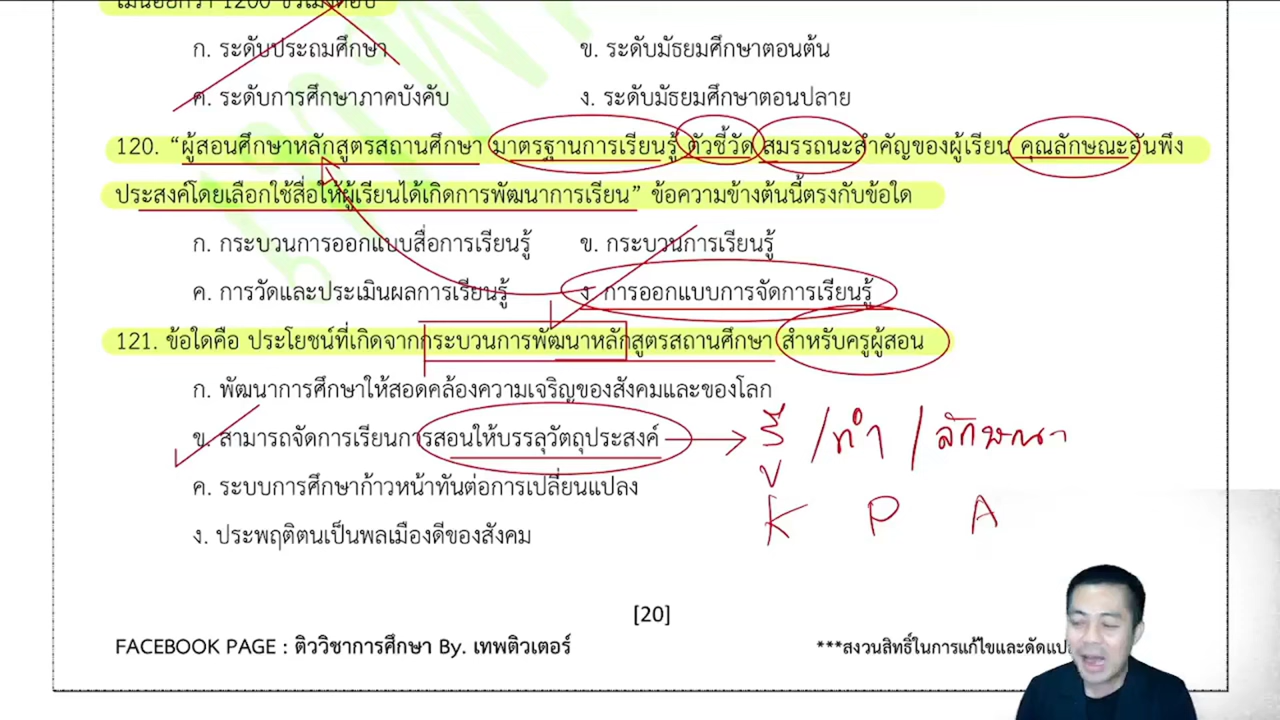 ไม่น้อยกว่า 1200 ชั่วโมงต่อปี
ก. ระดับประถมศึกษา ข. ระดับมัธยมศึกษาตอนต้น
ค. ระดับการศึกษาภาคบังคับ ง. ระดับมัธยมศึกษาตอนปลาย
120. “ผู้สอนศึกษาหลักสูตรสถานศึกษา มาตรฐานการเรียนรู้ ตัวชี้วัด สมรรถนะสำคัญของผู้เรียน คุณลักษณะอันพึง
ประสงค์โดยเลือกใช้สื่อให้ผู้เรียนได้เกิดการพัฒนาการเรียน” ข้อความข้างต้นนี้ตรงกับข้อใด
ก. กระบวนการออกแบบสื่อการเรียนรู้ ข. กระบวนการเรียนรู้
ค. การวัดและประเมินผลการเรียนรู้ ง. การออกแบบการจัดการเรียนรู้
121. ข้อใดคือ ประโยชน์ที่เกิดจากกระบวนการพัฒนาหลักสูตรสถานศึกษา สำหรับครูผู้สอน
ก. พัฒนาการศึกษาให้สอดคล้องความเจริญของสังคมและของโลก
ข. สามารถจัดการเรียนการสอนให้บรรลุวัตถุประสงค์ รู้ /ทำ /ลักษณะ
ค. ระบบการศึกษาก้าวหน้าทันต่อการเปลี่ยนแปลง
K P A
ง. ประพฤติตนเป็นพลเมืองดีของสังคม
[20]
FACEBOOK PAGE : ติววิชาการศึกษา By. เทพติวเตอร์ ***สงวนสิทธิ์ในการแก้ไขและดัดแป